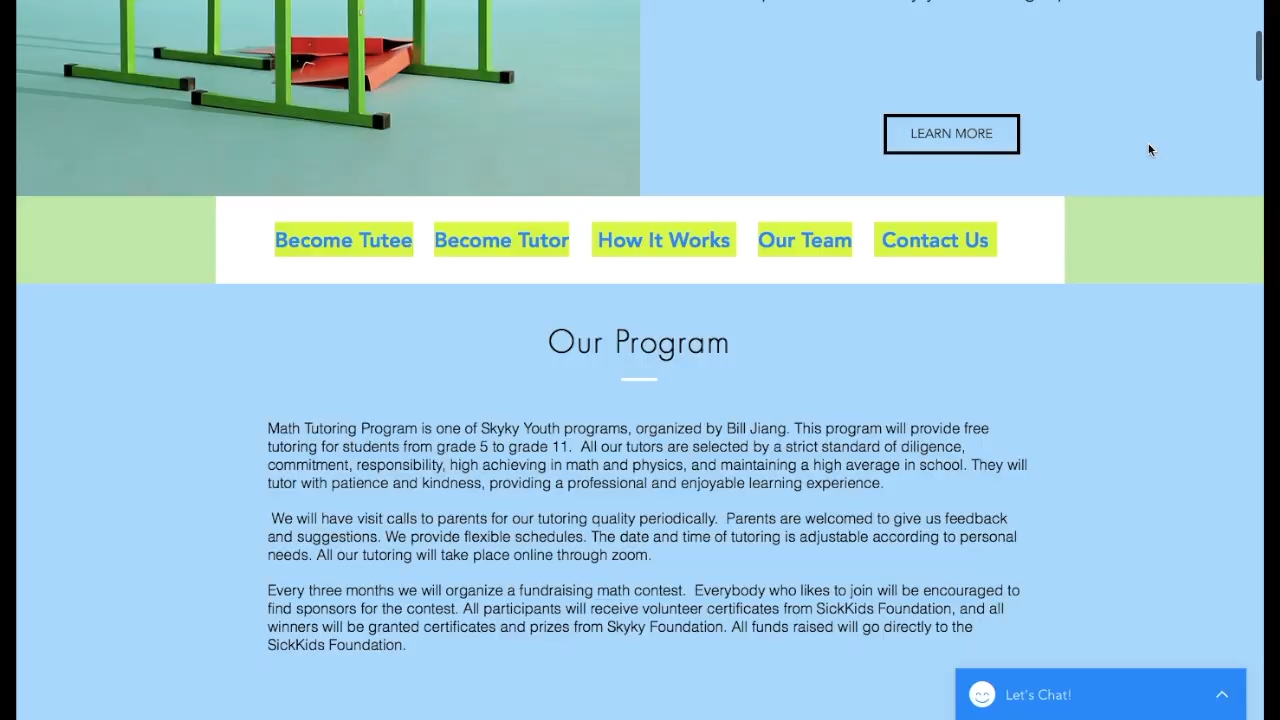 LEARN MORE
Become Tutee Become Tutor How It Works Our Team Contact Us
Our Program
Math Tutoring Program is one of Skyky Youth programs, organized by Bill Jiang. This program will provide free
tutoring for students from grade 5 to grade 11.  All our tutors are selected by a strict standard of diligence,
commitment, responsibility, high achieving in math and physics, and maintaining a high average in school. They will
tutor with patience and kindness, providing a professional and enjoyable learning experience.
We will have visit calls to parents for our tutoring quality periodically.  Parents are welcomed to give us feedback
and suggestions. We provide flexible schedules. The date and time of tutoring is adjustable according to personal
needs. All our tutoring will take place online through zoom.
Every three months we will organize a fundraising math contest.  Everybody who likes to join will be encouraged to
find sponsors for the contest. All participants will receive volunteer certificates from SickKids Foundation, and all
winners will be granted certificates and prizes from Skyky Foundation. All funds raised will go directly to the
SickKids Foundation.
Let's Chat!